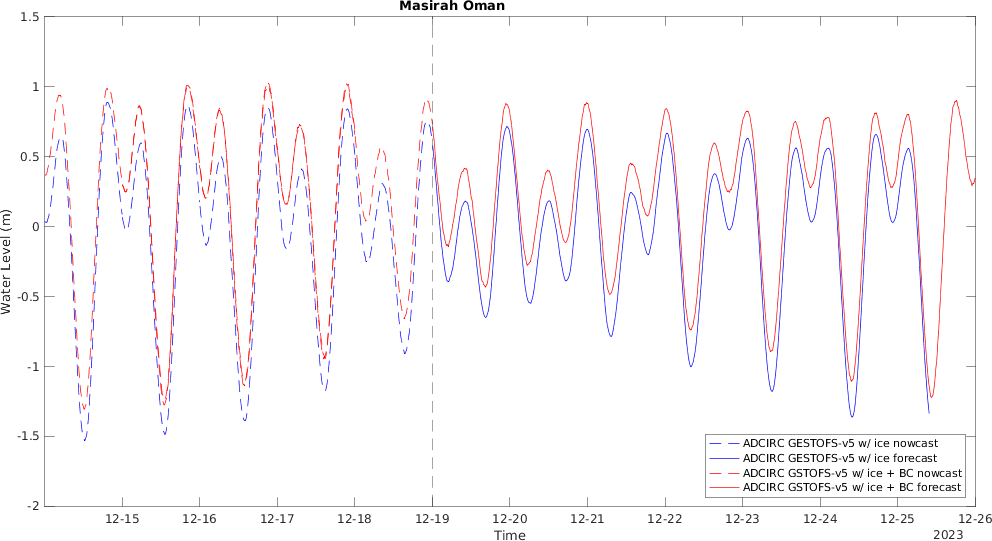 Masirah Oman
1.5
1
0.5
0
-0.5
-1
-1.5
-2
Water Level (m)
ADCIRC GESTOFS-v5 w/ ice nowcast
ADCIRC GESTOFS-v5 w/ ice forecast
ADCIRC GSTOFS-v5 w/ ice + BC nowcast
ADCIRC GSTOFS-v5 w/ ice + BC forecast
12-15 12-16 12-17 12-18 12-19 12-20 12-21 12-22 12-23 12-24 12-25 12-26
Time
2023